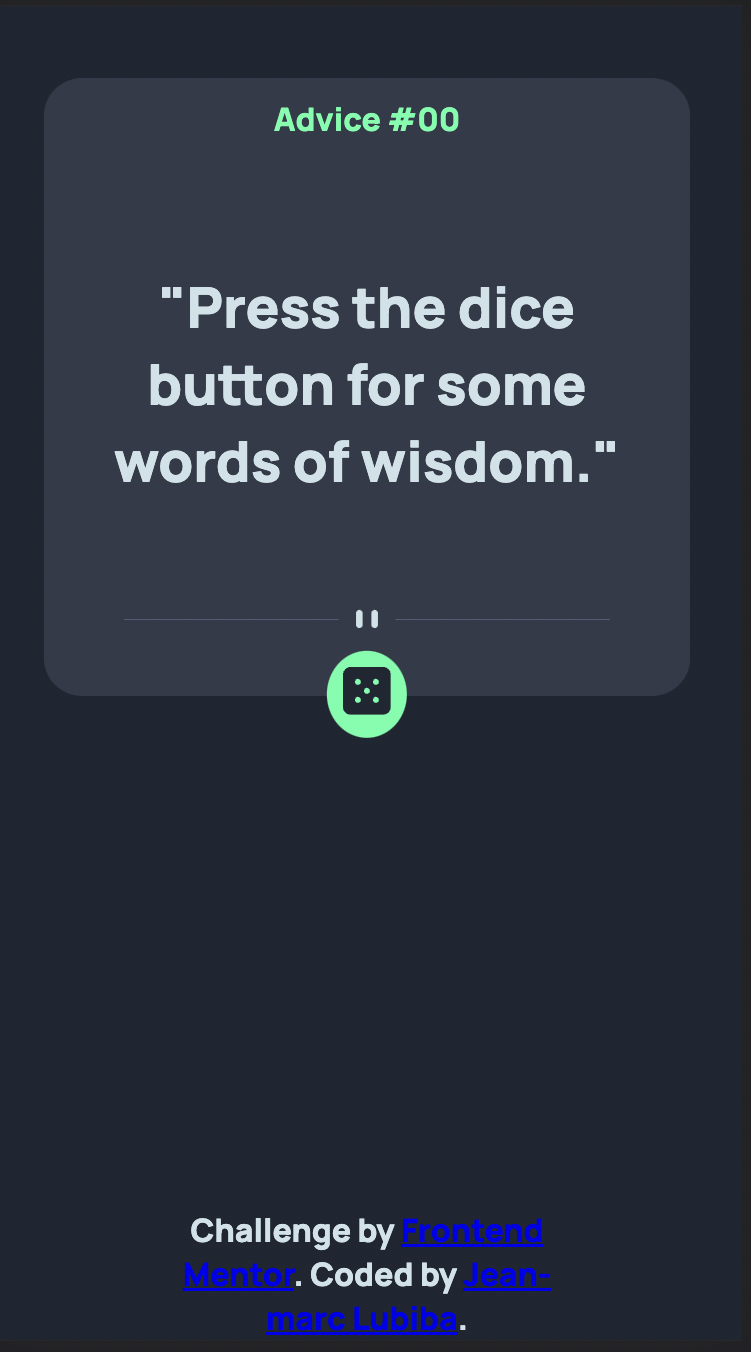 Advice #00
"Press the dice
button for some
words of wisdom."
Challenge by Frontend
Mentor. Coded by Jean-
marc Lubiba.